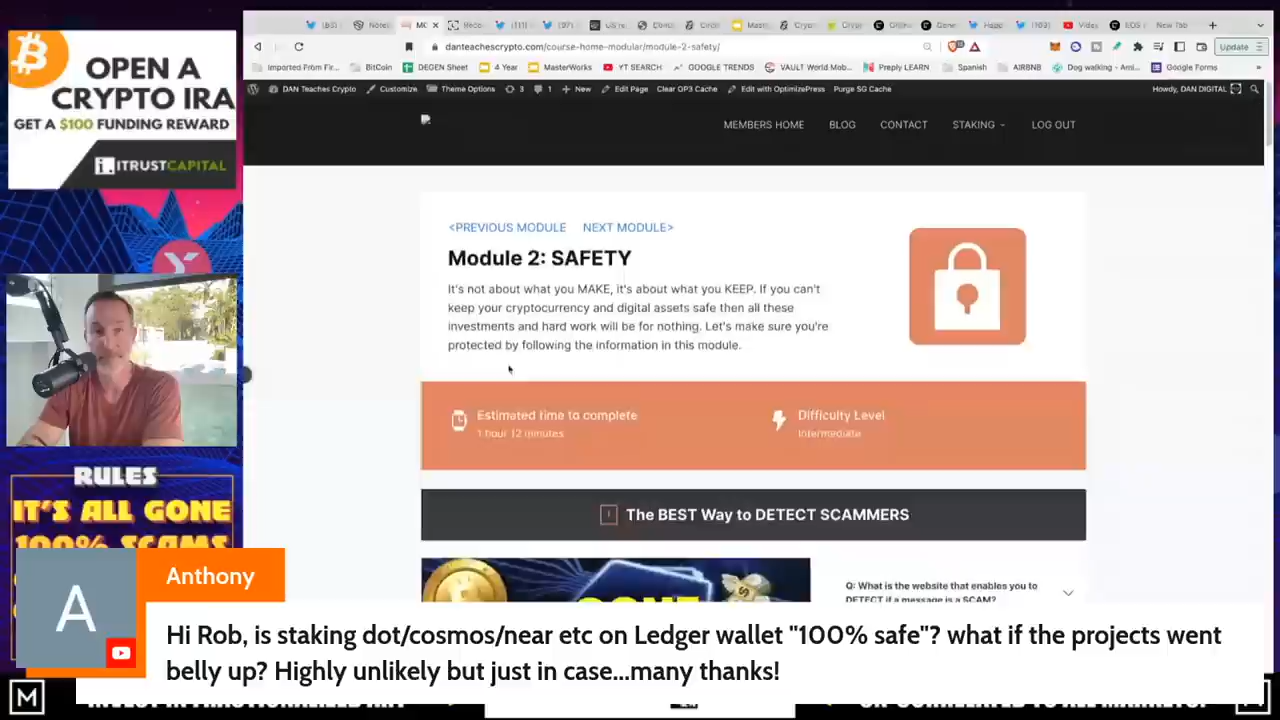 OPEN A
CRYPTO IRA
GET A $100 FUNDING REWARD
ITRUSTCAPITAL
RULES
IT'S ALL GONE
100% SCAMS
danteachescrypto.com/course-home-modular/module-2-safety/
Update
Imported From Fir...
BitCoin
DEGEN Sheet
4 Year
MasterWorks
YT SEARCH
GOOGLE TRENDS
VAULT World Mob...
Preply LEARN
Spanish
AIRBNB
Dog walking - Ami...
Google Forms
DAN Teaches Crypto
Customize
Theme Options
3
1
New
Edit Page
Clear GP3 Cache
Edit with OptimizePress
Purge SG Cache
Howdy, DAN DIGITAL
MEMBERS HOME
BLOG
CONTACT
STAKING
LOG OUT
<PREVIOUS MODULE NEXT MODULE>
Module 2: SAFETY
It's not about what you MAKE, it's about what you KEEP. If you can't
keep your cryptocurrency and digital assets safe then all these
investments and hard work will be for nothing. Let's make sure you're
protected by following the information in this module.
Estimated time to complete
1 hour 12 minutes
Difficulty Level
Intermediate
The BEST Way to DETECT SCAMMERS
Q: What is the website that enables you to
DETECT if a message is a SCAM?
A
Anthony
Hi Rob, is staking dot/cosmos/near etc on Ledger wallet "100% safe"? what if the projects went
belly up? Highly unlikely but just in case...many thanks!